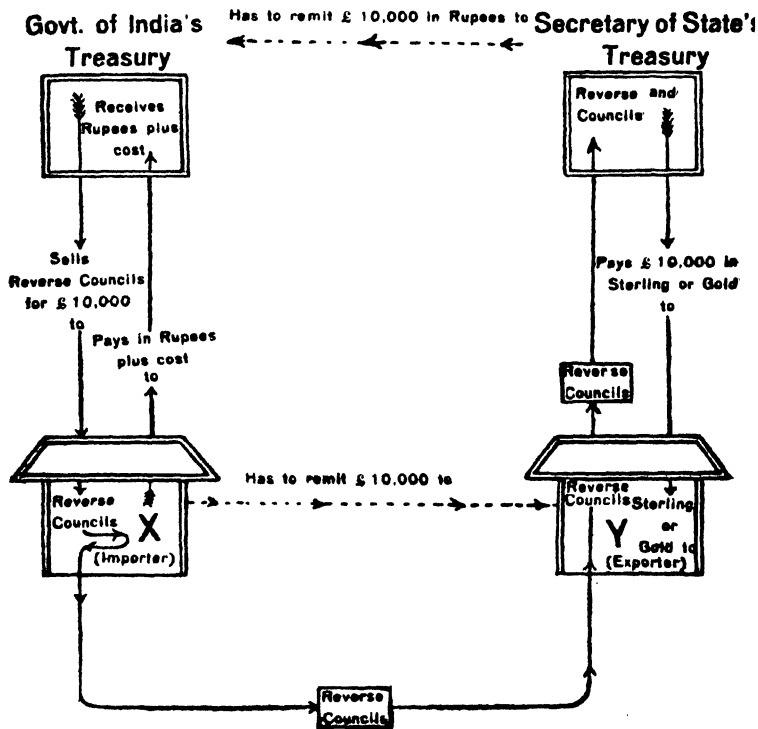 Govt. of India's
Treasury
Has to remit £ 10,000 in Rupees to
Secretary of State's
Treasury
Receives
Rupees plus
cost
Reverse and
Councils
Sells
Reverse Councils
for £ 10,000
to
Pays in Rupees
plus cost
to
Pays £ 10,000 in
Sterling or Gold
to
Reverse
Councils
Has to remit £ 10,000 to
Reverse
Councils
X
(Importer)
Reverse
Councils
Sterling
or
Gold to
Y
(Exporter)
Reverse
Councils